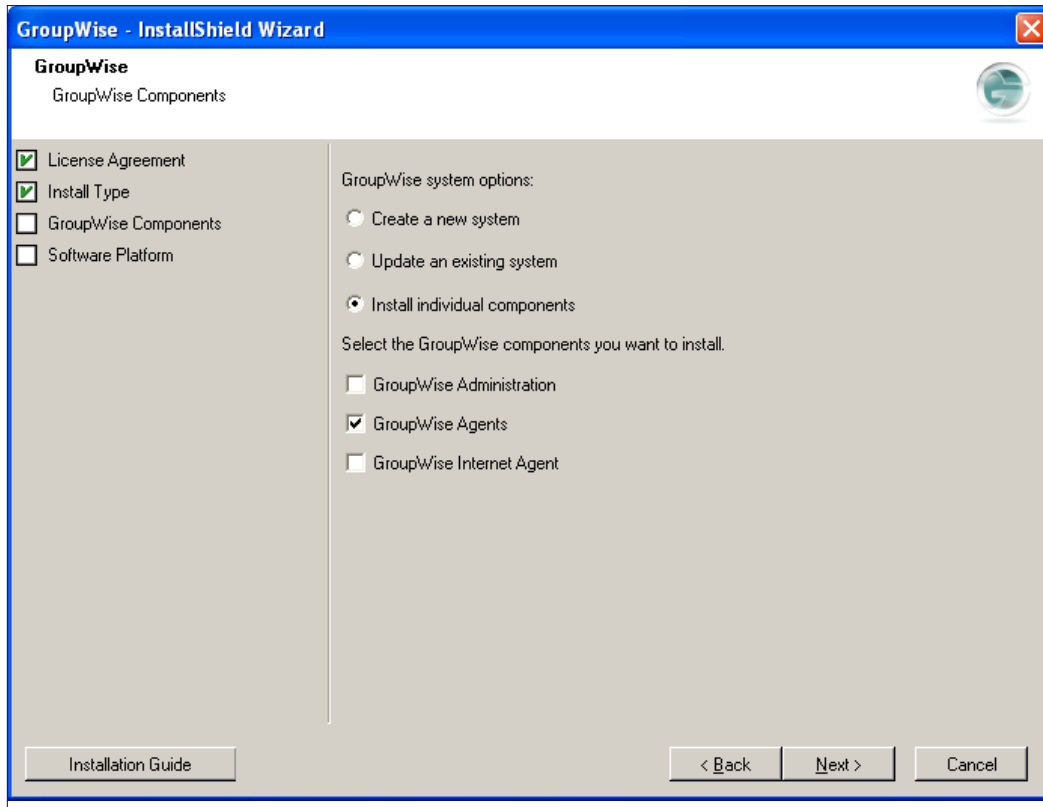 GroupWise - InstallShield Wizard
GroupWise
GroupWise Components
License Agreement
Install Type
GroupWise Components
Software Platform
GroupWise system options:
Create a new system
Update an existing system
Install individual components
Select the GroupWise components you want to install.
GroupWise Administration
GroupWise Agents
GroupWise Internet Agent
Installation Guide
< Back
Next >
Cancel